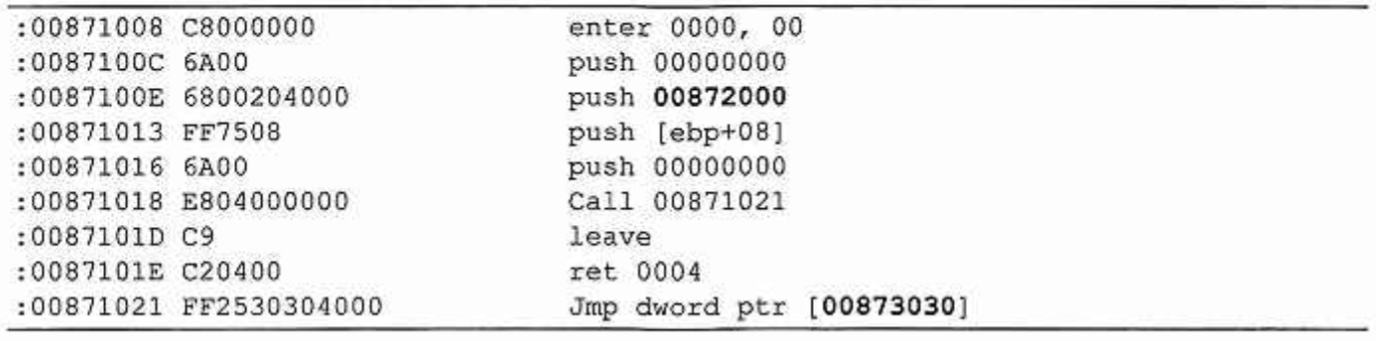 :00871008 C8000000 enter 0000, 00
:0087100C 6A00 push 00000000
:0087100E 6800204000 push 00872000
:00871013 FF7508 push [ebp+08]
:00871016 6A00 push 00000000
:00871018 E804000000 Call 00871021
:0087101D C9 leave
:0087101E C20400 ret 0004
:00871021 FF2530304000 Jmp dword ptr [00873030]